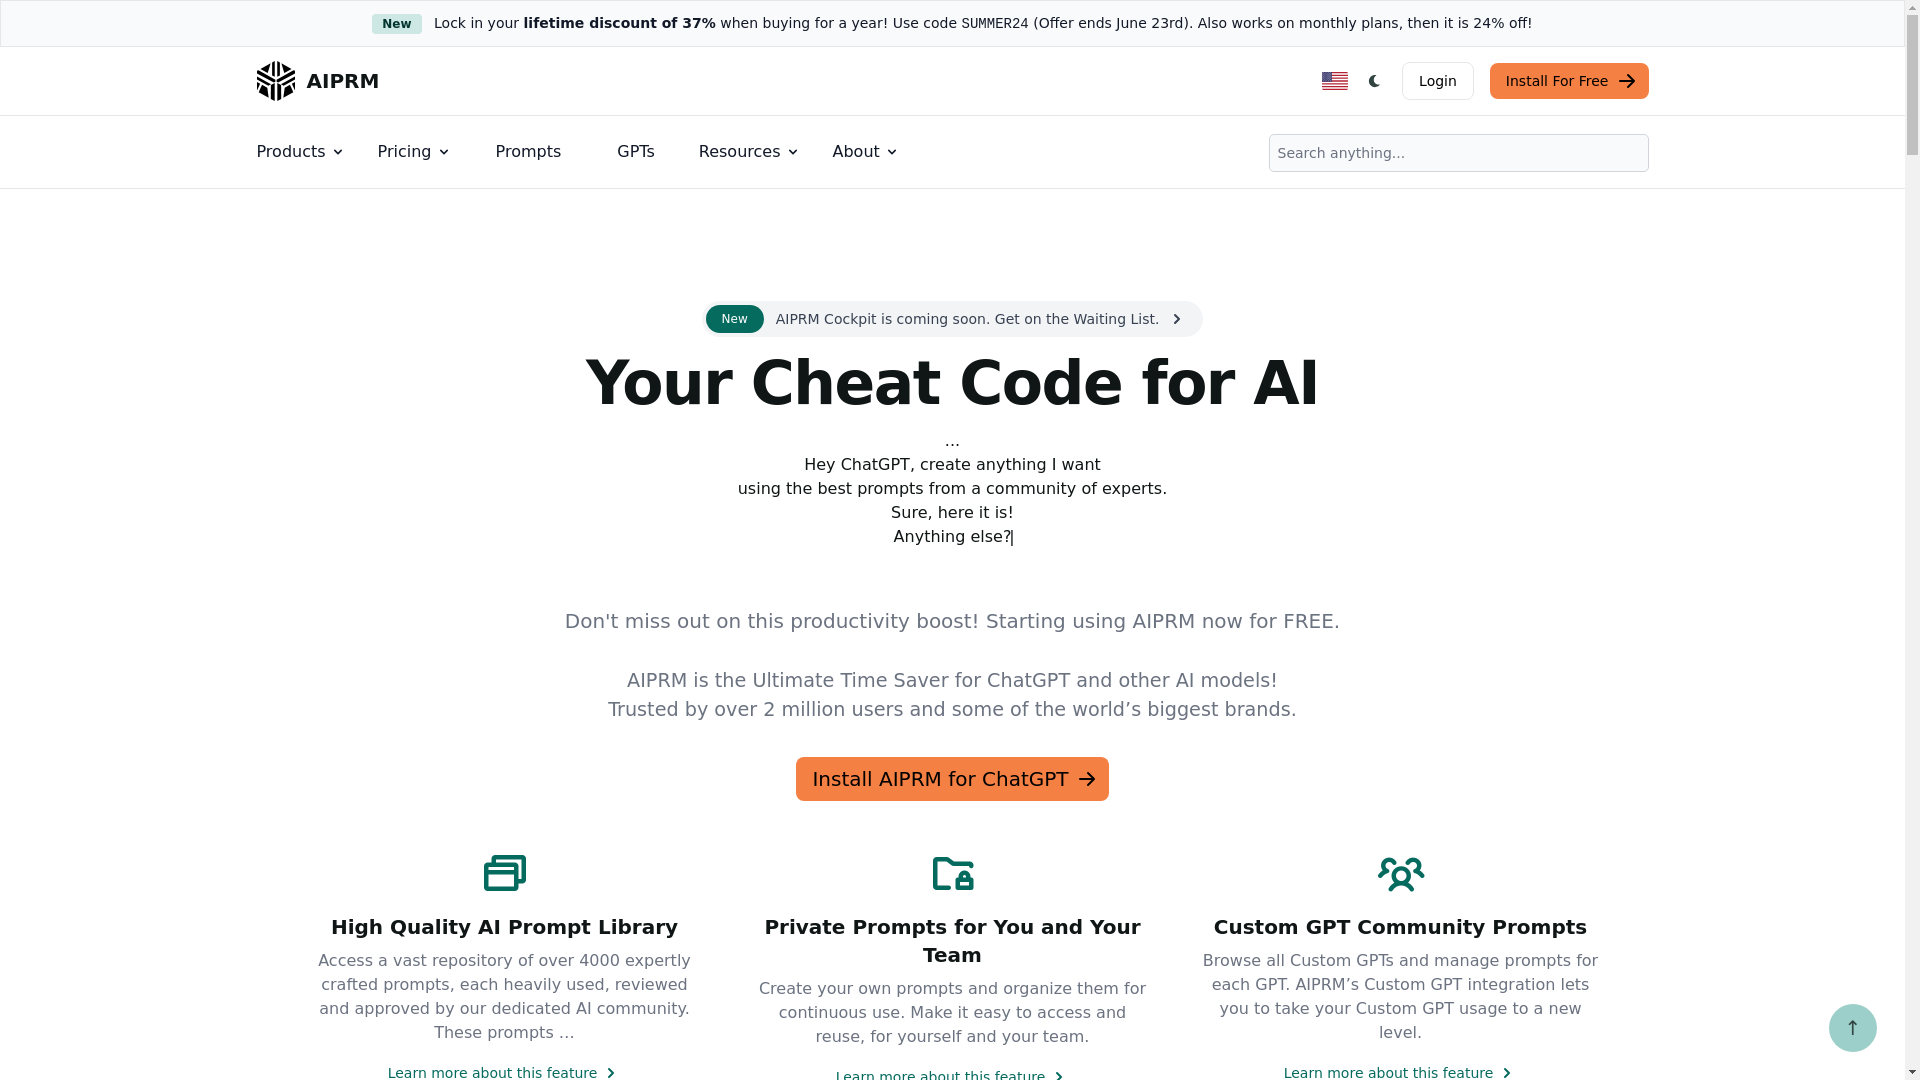 New Lock in your lifetime discount of 37% when buying for a year! Use code SUMMER24 (Offer ends June 23rd). Also works on monthly plans, then it is 24% off!
AIPRM
Login
Install For Free
Products
Pricing
Prompts
GPTs
Resources
About
Search anything...
New AIPRM Cockpit is coming soon. Get on the Waiting List.
Your Cheat Code for AI
...
Hey ChatGPT, create anything I want
using the best prompts from a community of experts.
Sure, here it is!
Anything else?
Don't miss out on this productivity boost! Starting using AIPRM now for FREE.
AIPRM is the Ultimate Time Saver for ChatGPT and other AI models!
Trusted by over 2 million users and some of the world’s biggest brands.
Install AIPRM for ChatGPT
High Quality AI Prompt Library
Access a vast repository of over 4000 expertly
crafted prompts, each heavily used, reviewed
and approved by our dedicated AI community.
These prompts …
Learn more about this feature
Private Prompts for You and Your
Team
Create your own prompts and organize them for
continuous use. Make it easy to access and
reuse, for yourself and your team.
Learn more about this feature
Custom GPT Community Prompts
Browse all Custom GPTs and manage prompts for
each GPT. AIPRM’s Custom GPT integration lets
you to take your Custom GPT usage to a new
level.
Learn more about this feature